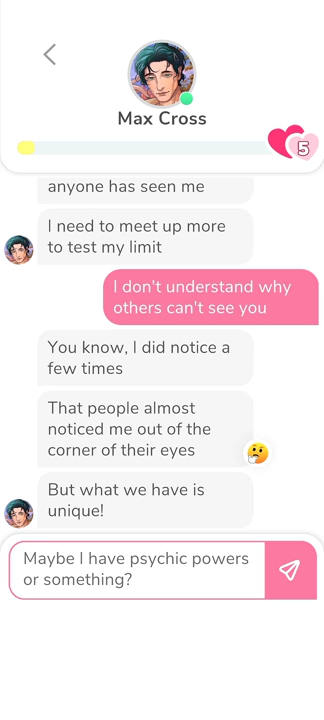 Max Cross
5
anyone has seen me
I need to meet up more
to test my limit
I don't understand why
others can't see you
You know, I did notice a
few times
That people almost
noticed me out of the
corner of their eyes
But what we have is
unique!
Maybe I have psychic powers
or something?